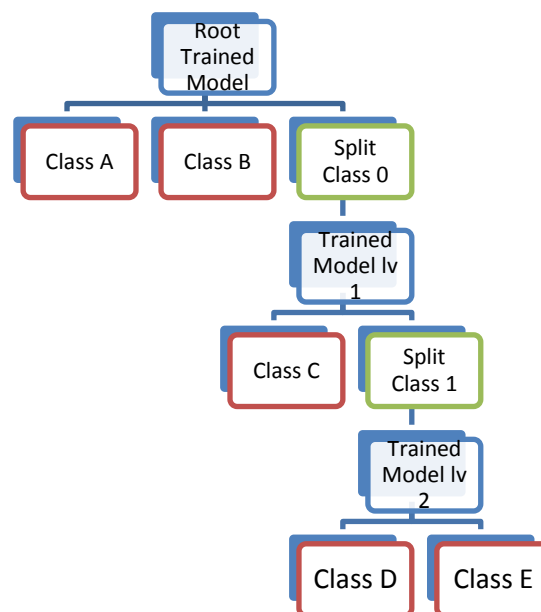 Root
Trained
Model
Class A
Class B
Split
Class 0
Trained
Model lv
1
Class C
Split
Class 1
Trained
Model lv
2
Class D
Class E